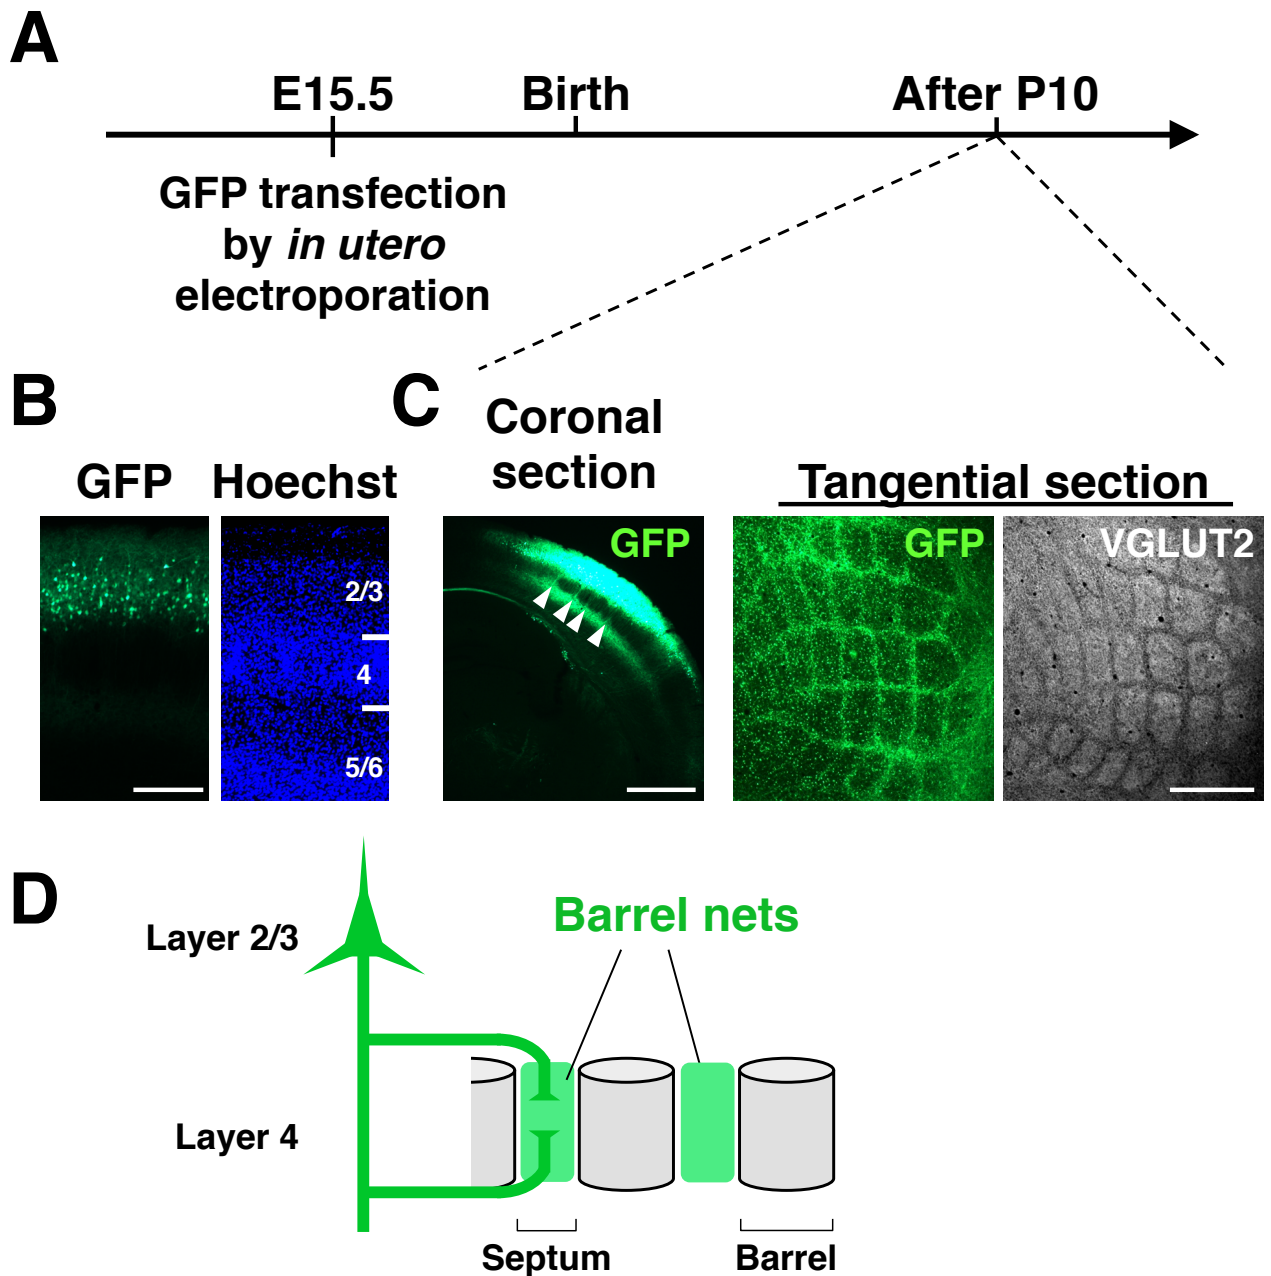 A
E15.5
Birth
After P10
GFP transfection
by in utero
electroporation
B
GFP
Hoechst
2/3
4
5/6
C
Coronal
section
GFP
Tangential section
GFP
VGLUT2
D
Barrel nets
Layer 2/3
Layer 4
Septum
Barrel